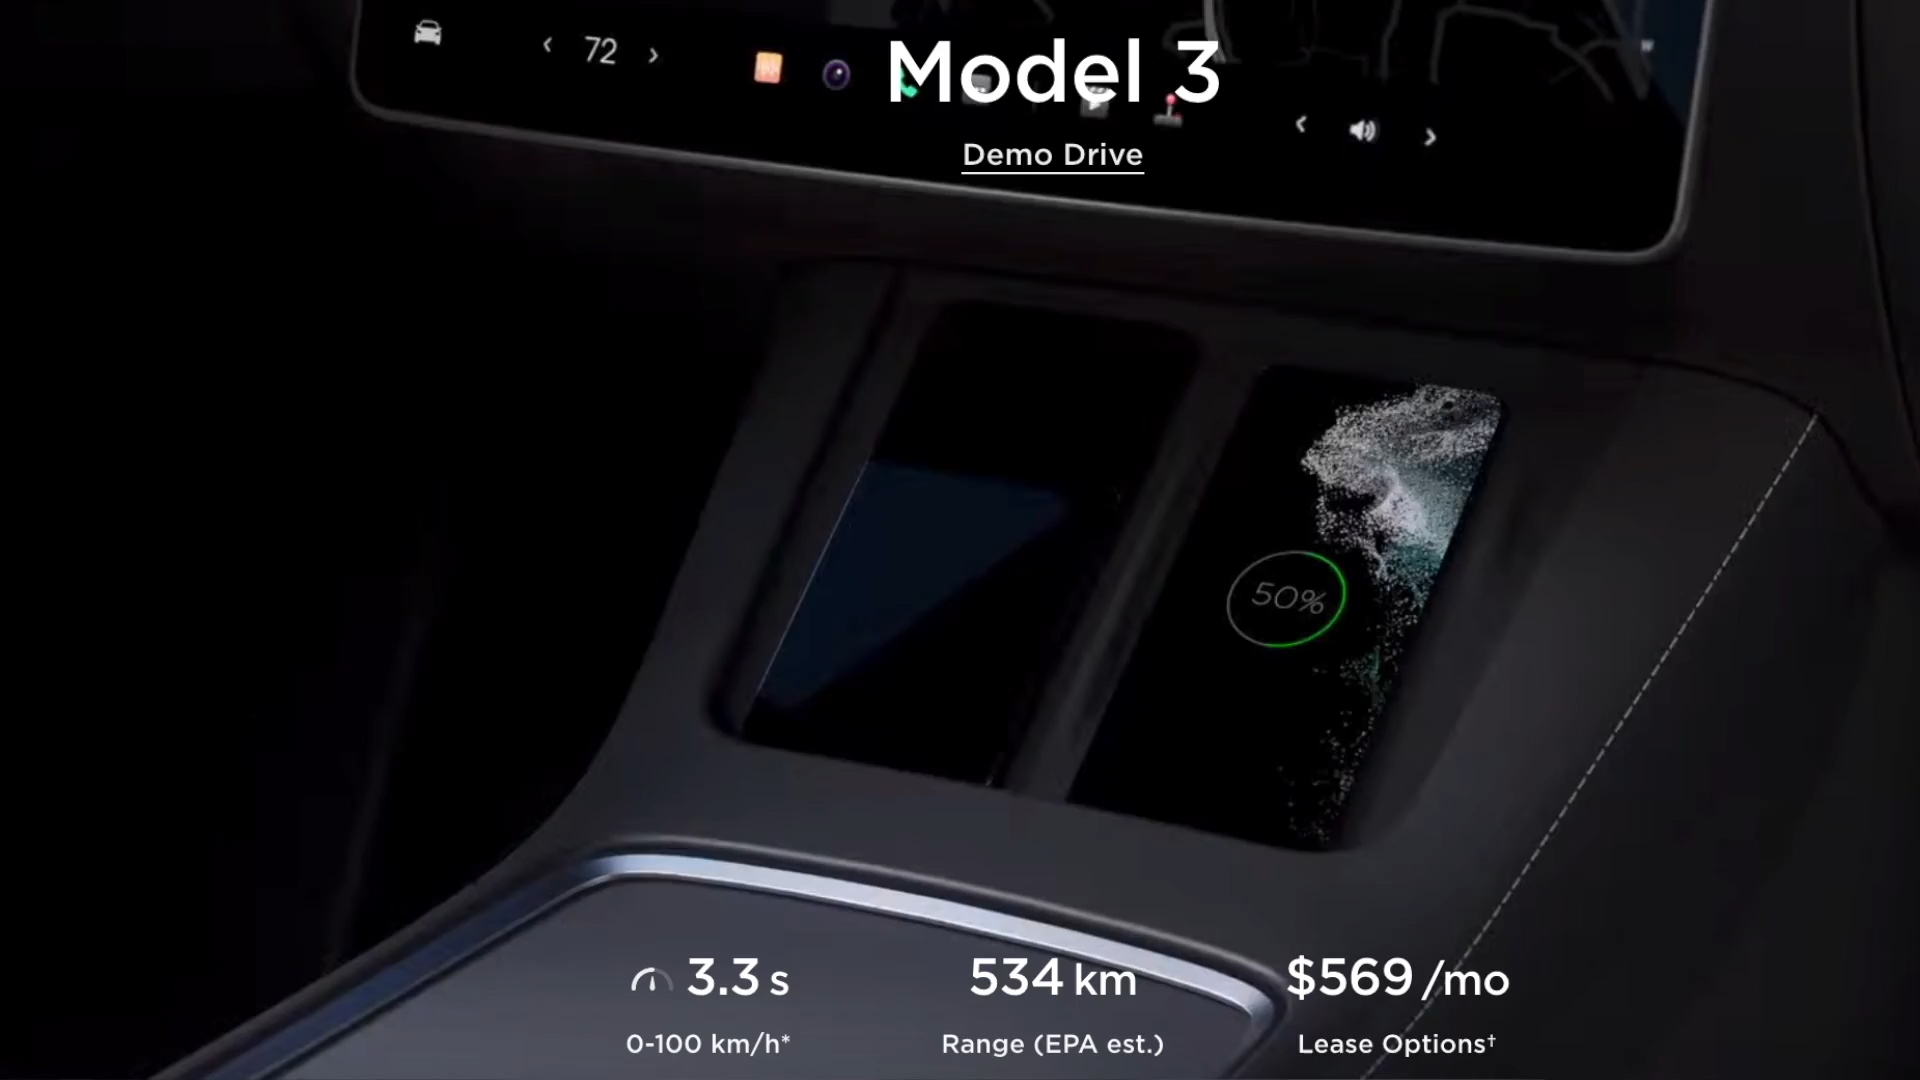 72
Model 3
Demo Drive
50%
3.3 s
534 km
$569 /mo
0-100 km/h*
Range (EPA est.)
Lease Options†